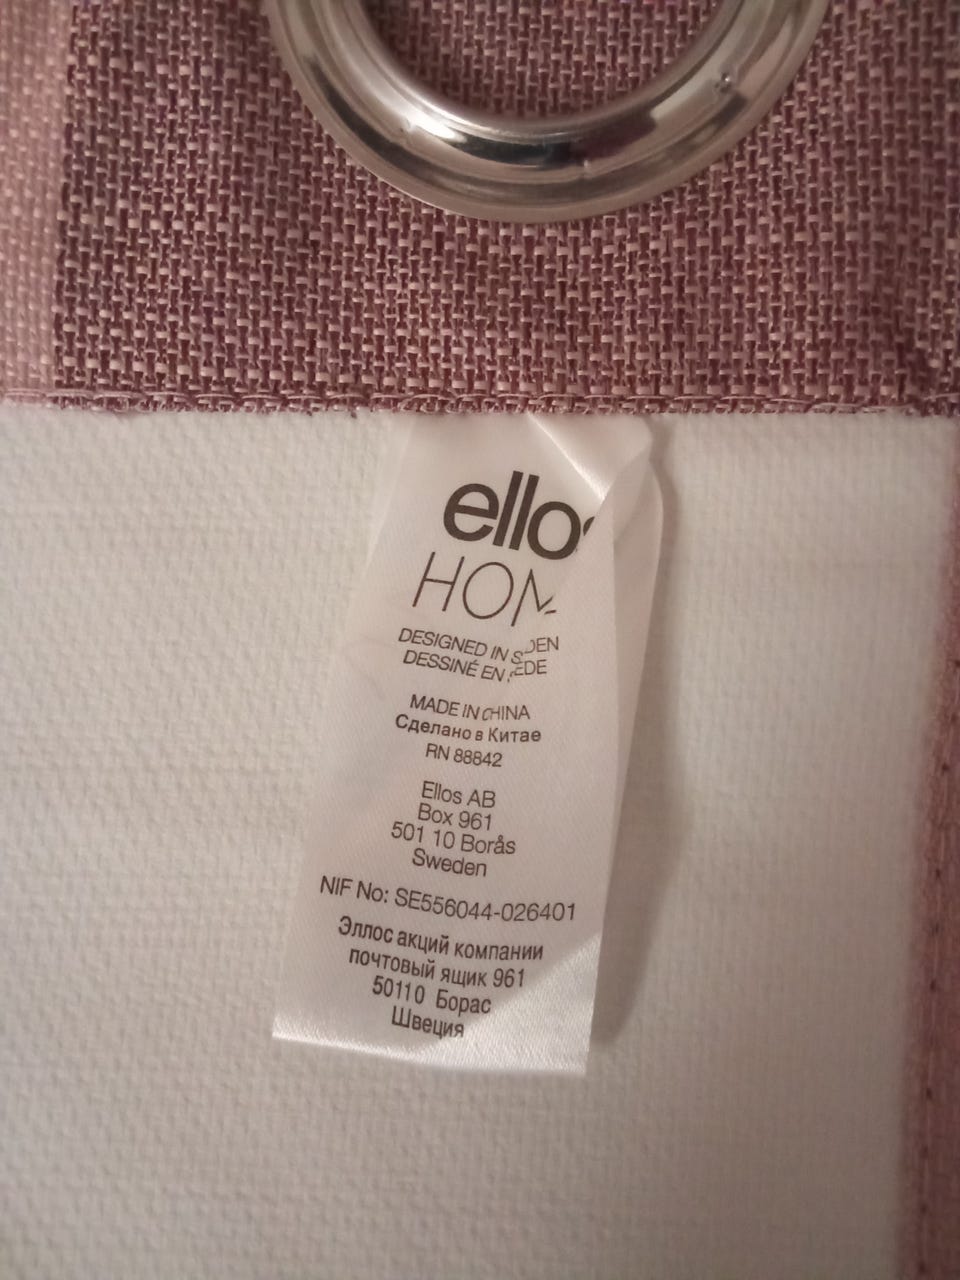 ellos
HOM
DESIGNED IN S DEN
DESSINÉ EN EDE
MADE IN CHINA
Сделано в Китае
RN 88842
Ellos AB
Box 961
501 10 Borås
Sweden
NIF No: SE556044-026401
Эллос акций компании
почтовый ящик 961
50110 Борас
Швеция